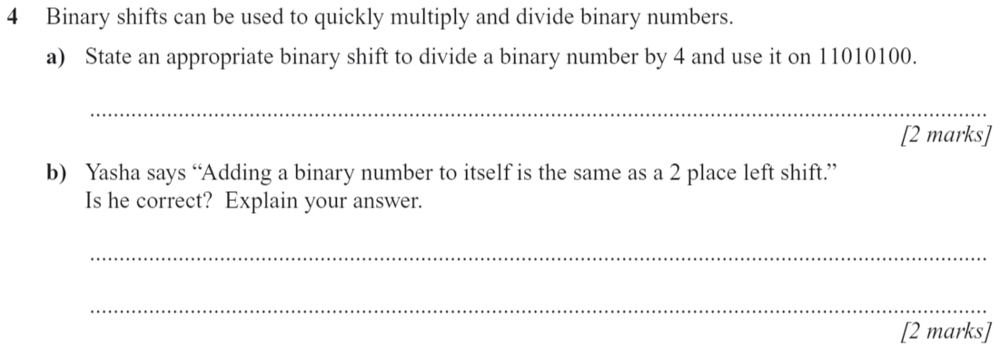 4 Binary shifts can be used to quickly multiply and divide binary numbers.
a) State an appropriate binary shift to divide a binary number by 4 and use it on 11010100.
[2 marks]
b) Yasha says “Adding a binary number to itself is the same as a 2 place left shift.”
Is he correct? Explain your answer.
[2 marks]